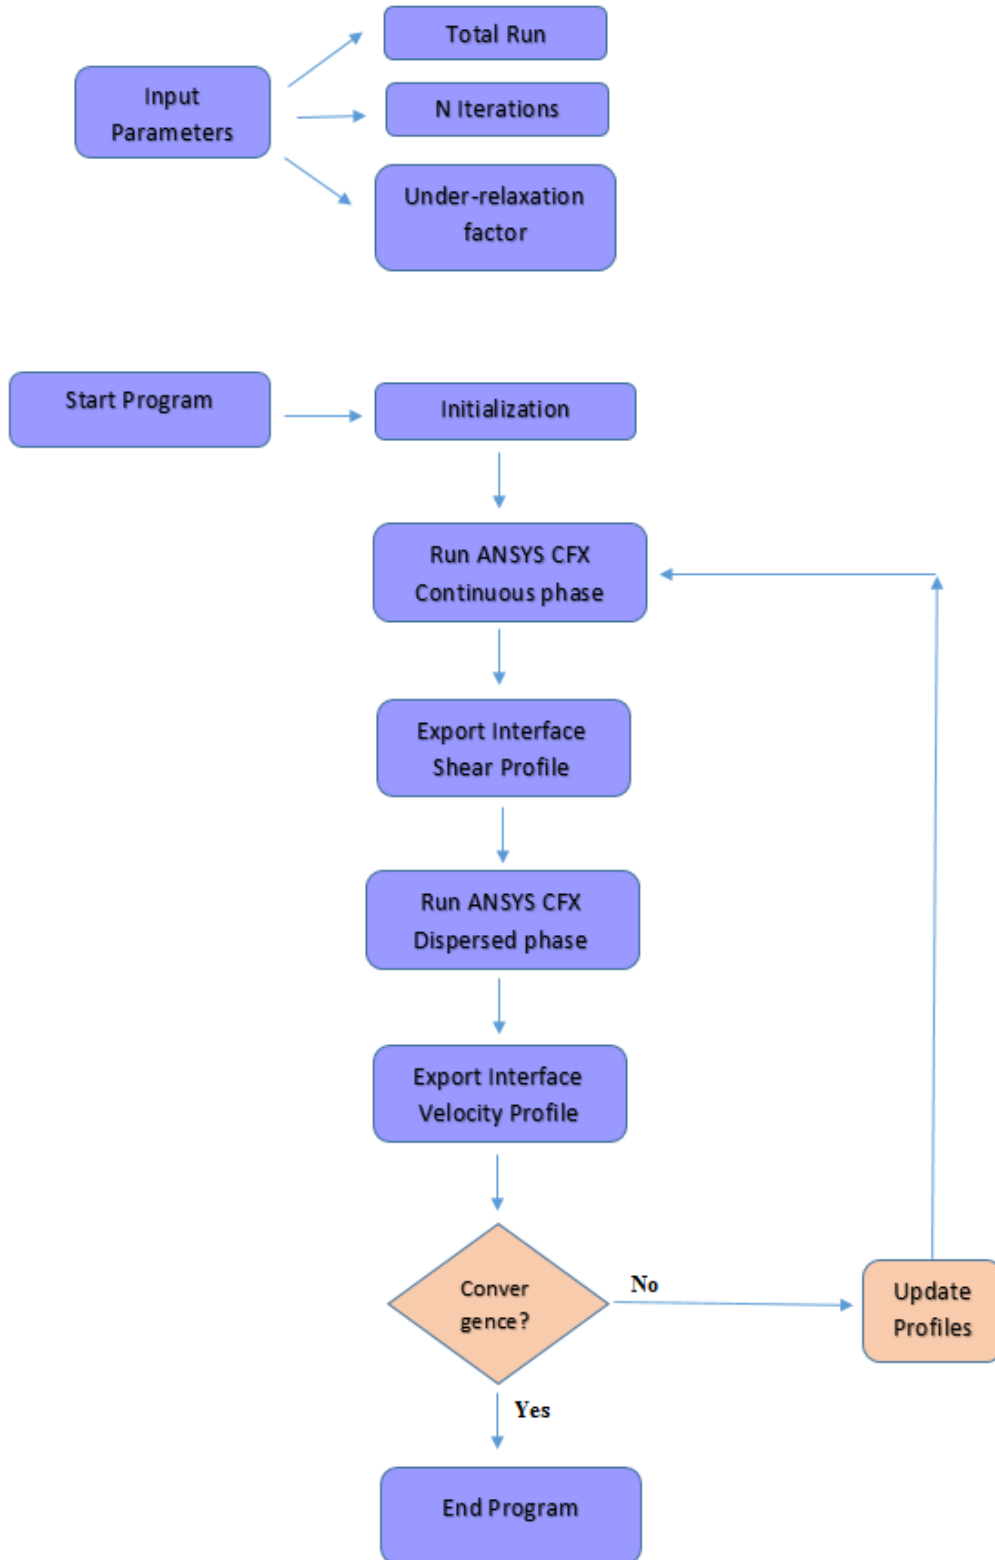 Total Run
Input
Parameters
N Iterations
Under-relaxation
factor
Start Program
Initialization
Run ANSYS CFX
Continuous phase
Export Interface
Shear Profile
Run ANSYS CFX
Dispersed phase
Export Interface
Velocity Profile
Conver
gence?
No
Update
Profiles
Yes
End Program